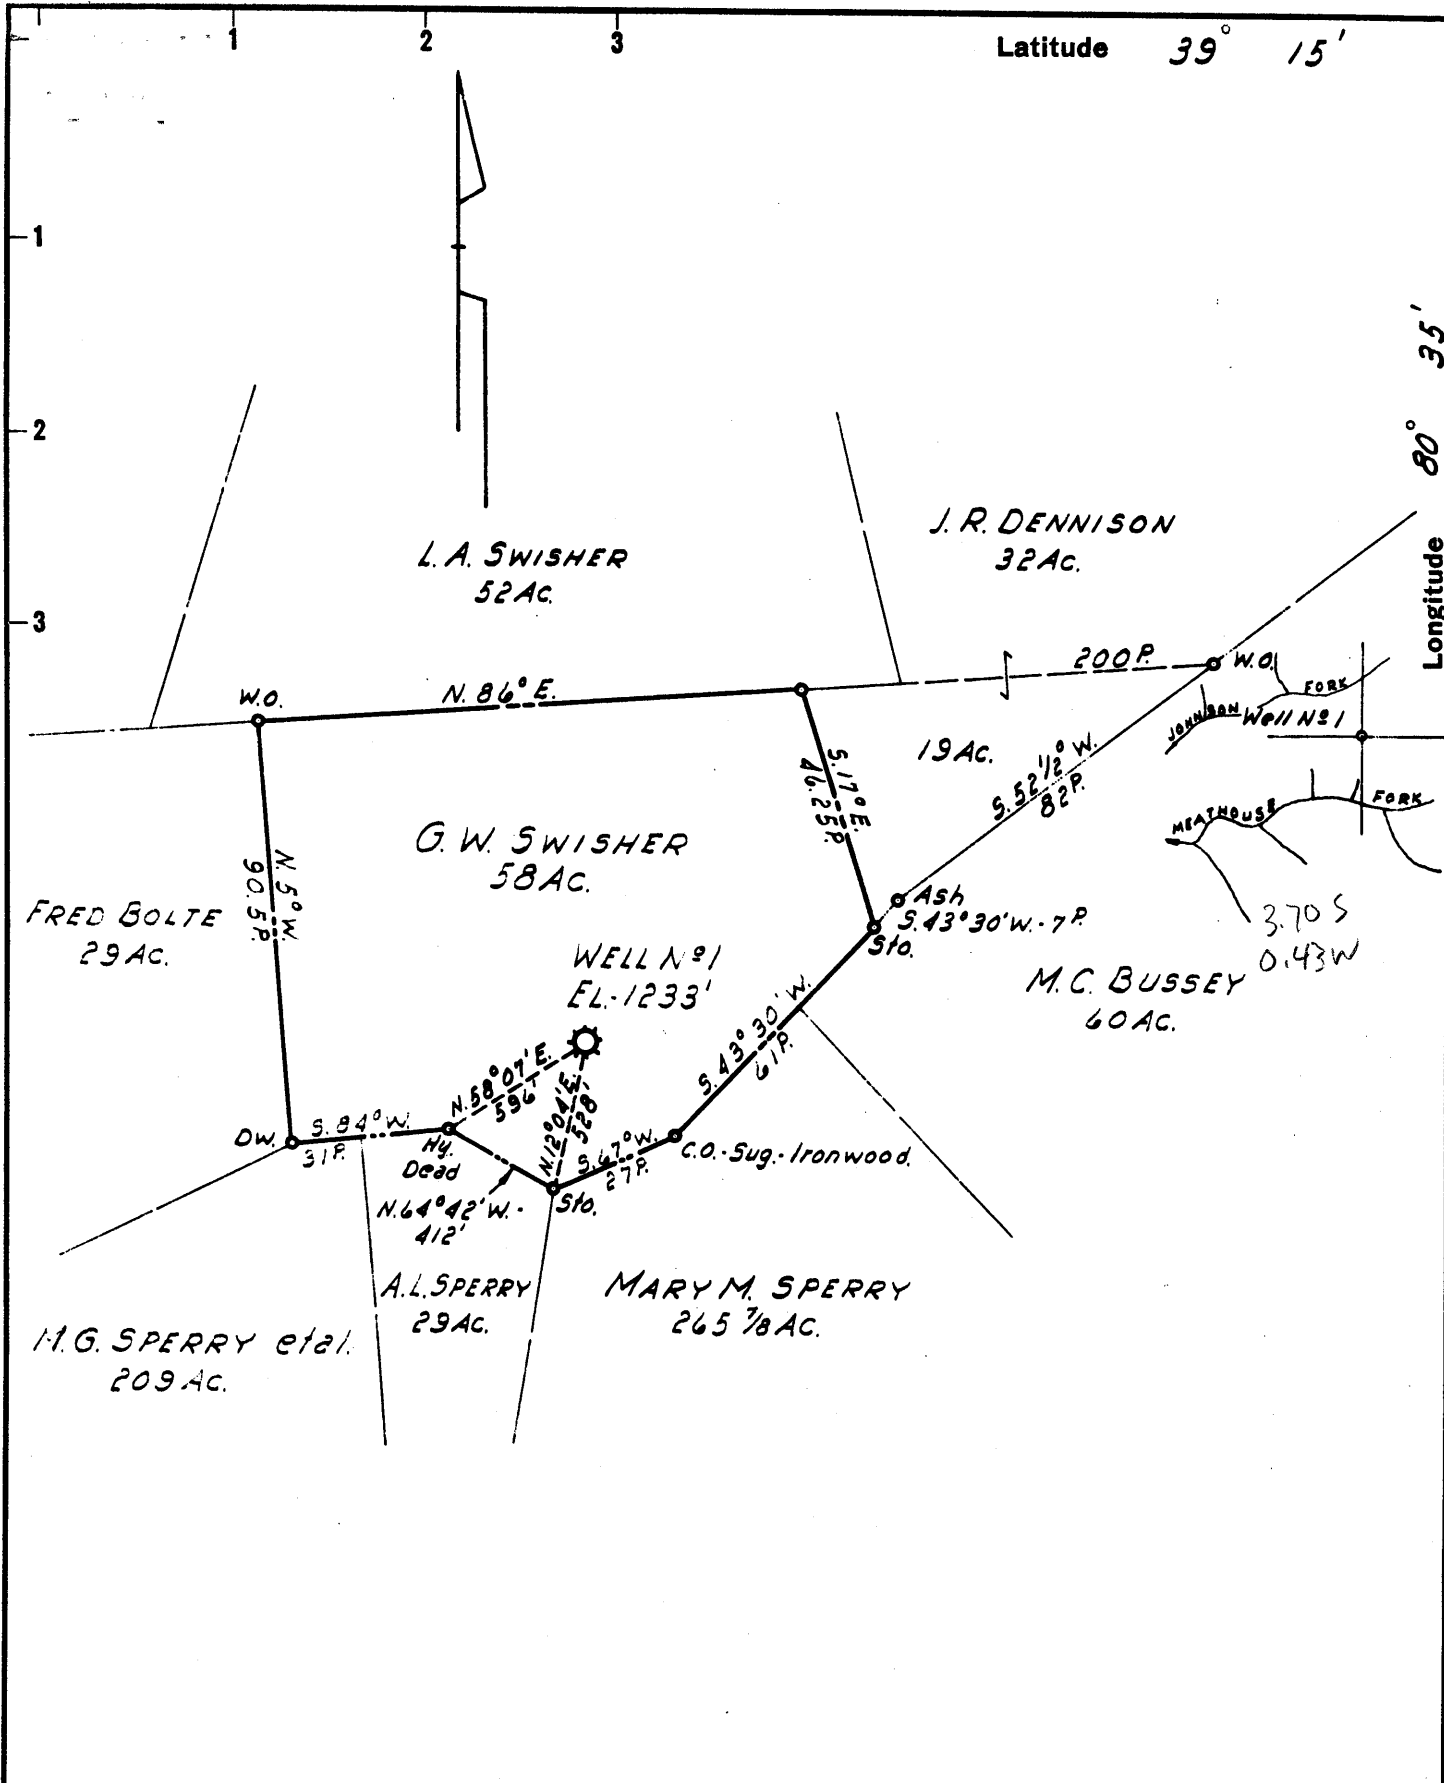 1 2 3
Latitude 39° 15'
1
2
3
Longitude 80° 35'
L. A. SWISHER
52 AC.
J. R. DENNISON
32 AC.
W.O.
N. 86° E.
200 P.
W.O.
JOHNSON FORK
Well Nº 1
19 AC.
S. 17° E.
46.25 P.
S. 52 1/2° W.
82 P.
MEATHOUSE FORK
G. W. SWISHER
58 AC.
N. 5° W.
90.5 P.
FRED BOLTE
29 AC.
Ash
S. 43° 30' W. - 7 P.
Sto.
3.70 S
0.43 W
WELL Nº 1
EL. - 1233'
M. C. BUSSEY
60 AC.
S. 43° 30' W.
61 P.
N. 58° 07' E.
596'
N. 12° 04' E.
528'
DW.
S. 84° W.
31 P.
Hy.
Dead
S. 67° W.
27 P.
C.O. - Sug. - Ironwood.
Sto.
N. 64° 42' W. -
412'
A. L. SPERRY
29 AC.
MARY M. SPERRY
265 7/8 AC.
G. SPERRY etal.
209 AC.